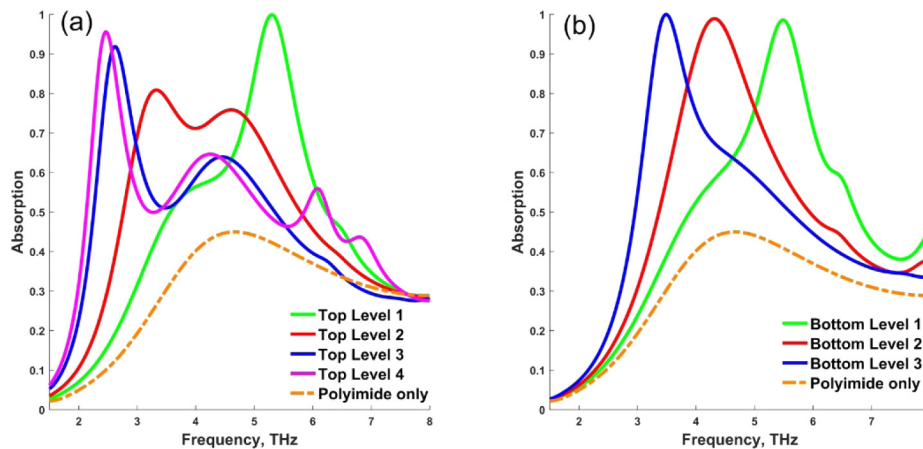 (a)
1
0.9
0.8
0.7
0.6
0.5
0.4
0.3
0.2
0.1
0
Absorption
2 3 4 5 6 7 8
Frequency, THz
Top Level 1
Top Level 2
Top Level 3
Top Level 4
Polyimide only
(b)
1
0.9
0.8
0.7
0.6
0.5
0.4
0.3
0.2
0.1
0
Absorption
2 3 4 5 6 7
Frequency, THz
Bottom Level 1
Bottom Level 2
Bottom Level 3
Polyimide only